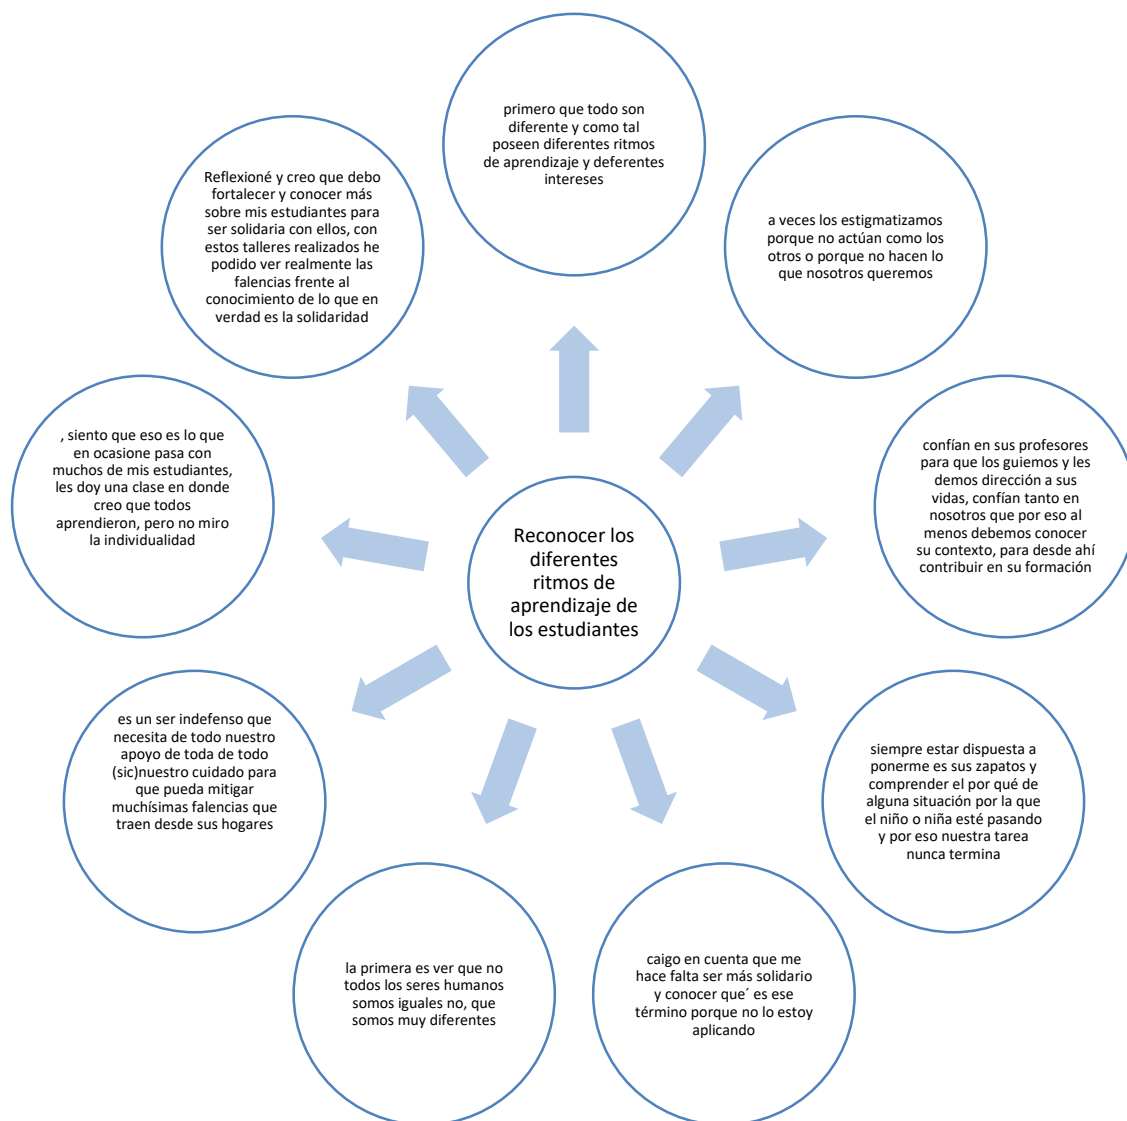 primero que todo son
diferente y como tal
poseen diferentes ritmos
de aprendizaje y deferentes
intereses
a veces los estigmatizamos
porque no actúan como los
otros o porque no hacen lo
que nosotros queremos
confían en sus profesores
para que los guiemos y les
demos dirección a sus
vidas, confían tanto en
nosotros que por eso al
menos debemos conocer
su contexto, para desde ahí
contribuir en su formación
siempre estar dispuesta a
ponerme es sus zapatos y
comprender el por qué de
alguna situación por la que
el niño o niña esté pasando
y por eso nuestra tarea
nunca termina
caigo en cuenta que me
hace falta ser más solidario
y conocer que´ es ese
término porque no lo estoy
aplicando
la primera es ver que no
todos los seres humanos
somos iguales no, que
somos muy diferentes
es un ser indefenso que
necesita de todo nuestro
apoyo de toda de todo
(sic)nuestro cuidado para
que pueda mitigar
muchísimas falencias que
traen desde sus hogares
, siento que eso es lo que
en ocasione pasa con
muchos de mis estudiantes,
les doy una clase en donde
creo que todos
aprendieron, pero no miro
la individualidad
Reflexioné y creo que debo
fortalecer y conocer más
sobre mis estudiantes para
ser solidaria con ellos, con
estos talleres realizados he
podido ver realmente las
falencias frente al
conocimiento de lo que en
verdad es la solidaridad
Reconocer los
diferentes
ritmos de
aprendizaje de
los estudiantes